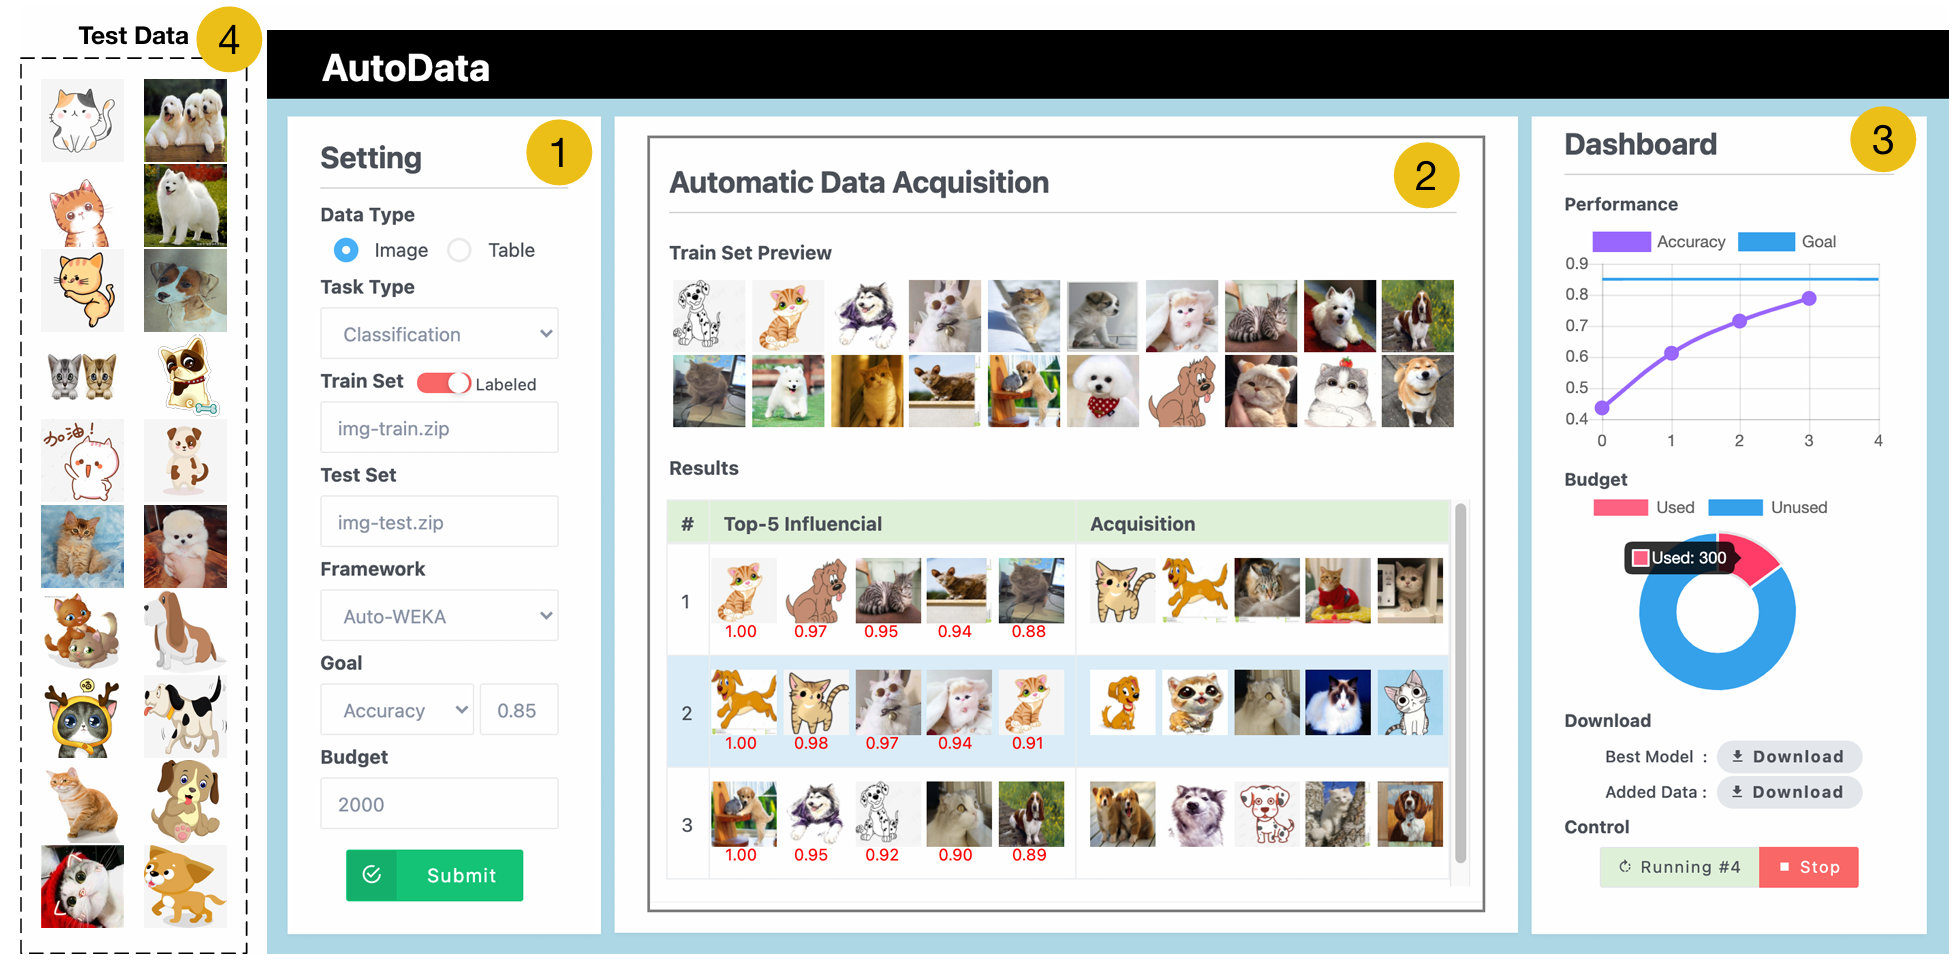 Test Data 4
加油!
AutoData
Setting 1
Data Type
Image Table
Task Type
Classification
Train Set Labeled
img-train.zip
Test Set
img-test.zip
Framework
Auto-WEKA
Goal
Accuracy 0.85
Budget
2000
Submit
Automatic Data Acquisition 2
Train Set Preview
Results
# Top-5 Influencial Acquisition
1
1.00 0.97 0.95 0.94 0.88
2
1.00 0.98 0.97 0.94 0.91
3
1.00 0.95 0.92 0.90 0.89
Dashboard 3
Performance
Accuracy Goal
0.9
0.8
0.7
0.6
0.5
0.4
0 1 2 3 4
Budget
Used Unused
Used: 300
Download
Best Model : Download
Added Data : Download
Control
Running #4 Stop